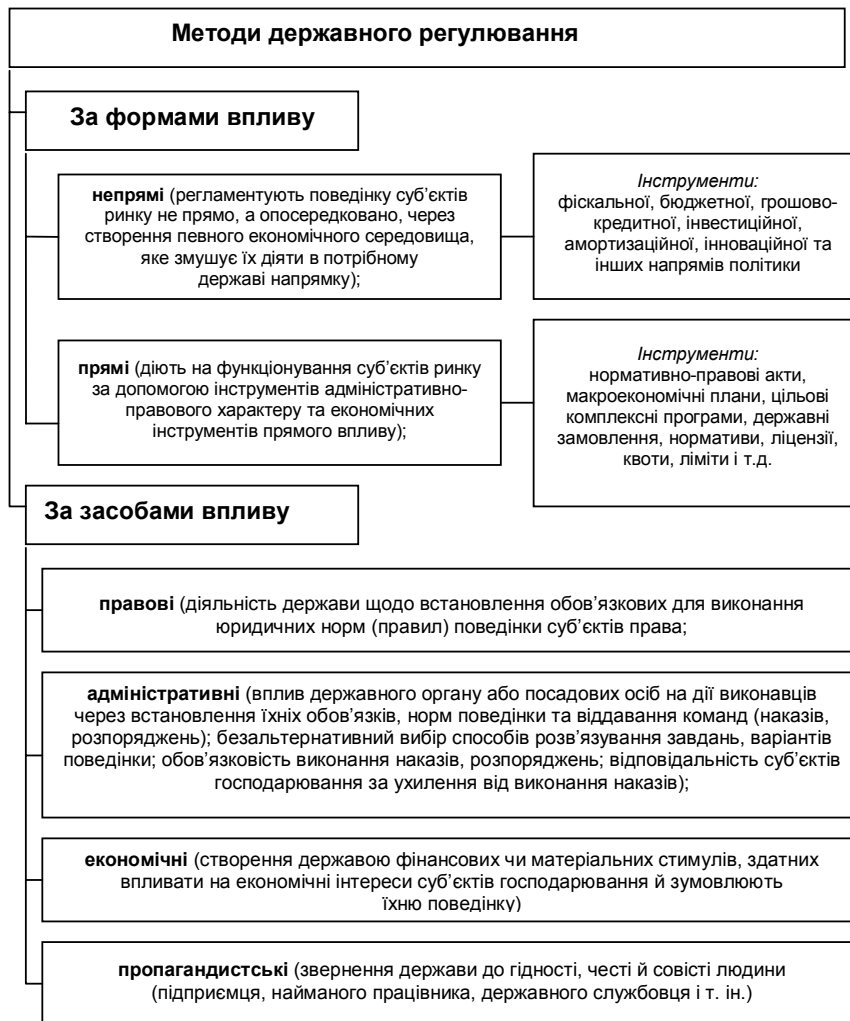 Методи державного регулювання
За формами впливу
непрямі (регламентують поведінку суб’єктів
ринку не прямо, а опосередковано, через
створення певного економічного середовища,
яке змушує їх діяти в потрібному
державі напрямку);
Інструменти:
фіскальної, бюджетної, грошово-
кредитної, інвестиційної,
амортизаційної, інноваційної та
інших напрямів політики
прямі (діють на функціонування суб’єктів ринку
за допомогою інструментів адміністративно-
правового характеру та економічних
інструментів прямого впливу);
Інструменти:
нормативно-правові акти,
макроекономічні плани, цільові
комплексні програми, державні
замовлення, нормативи, ліцензії,
квоти, ліміти і т.д.
За засобами впливу
правові (діяльність держави щодо встановлення обов’язкових для виконання
юридичних норм (правил) поведінки суб’єктів права;
адміністративні (вплив державного органу або посадових осіб на дії виконавців
через встановлення їхніх обов’язків, норм поведінки та віддавання команд (наказів,
розпоряджень); безальтернативний вибір способів розв’язування завдань, варіантів
поведінки; обов’язковість виконання наказів, розпоряджень; відповідальність суб’єктів
господарювання за ухилення від виконання наказів);
економічні (створення державою фінансових чи матеріальних стимулів, здатних
впливати на економічні інтереси суб’єктів господарювання й зумовлюють
їхню поведінку)
пропагандистські (звернення держави до гідності, честі й совісті людини
(підприємця, найманого працівника, державного службовця і т. ін.)